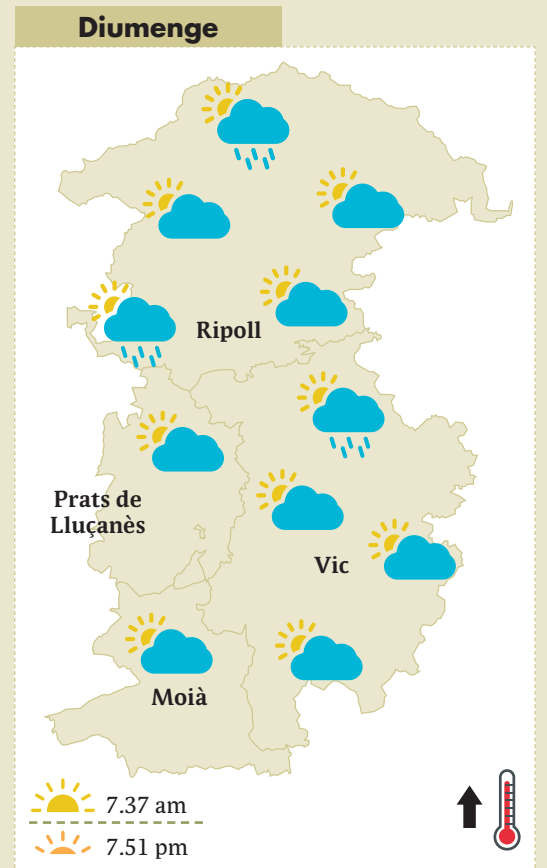 Diumenge
Ripoll
Prats de
Lluçanès
Vic
Moià
7.37 am
7.51 pm